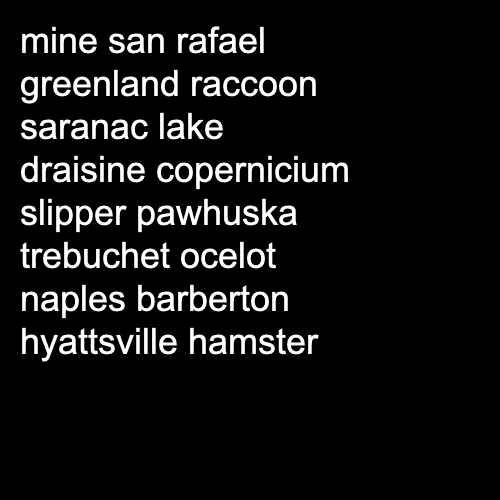 mine san rafael
greenland raccoon
saranac lake
draisine copernicium
slipper pawhuska
trebuchet ocelot
naples barberton
hyattsville hamster